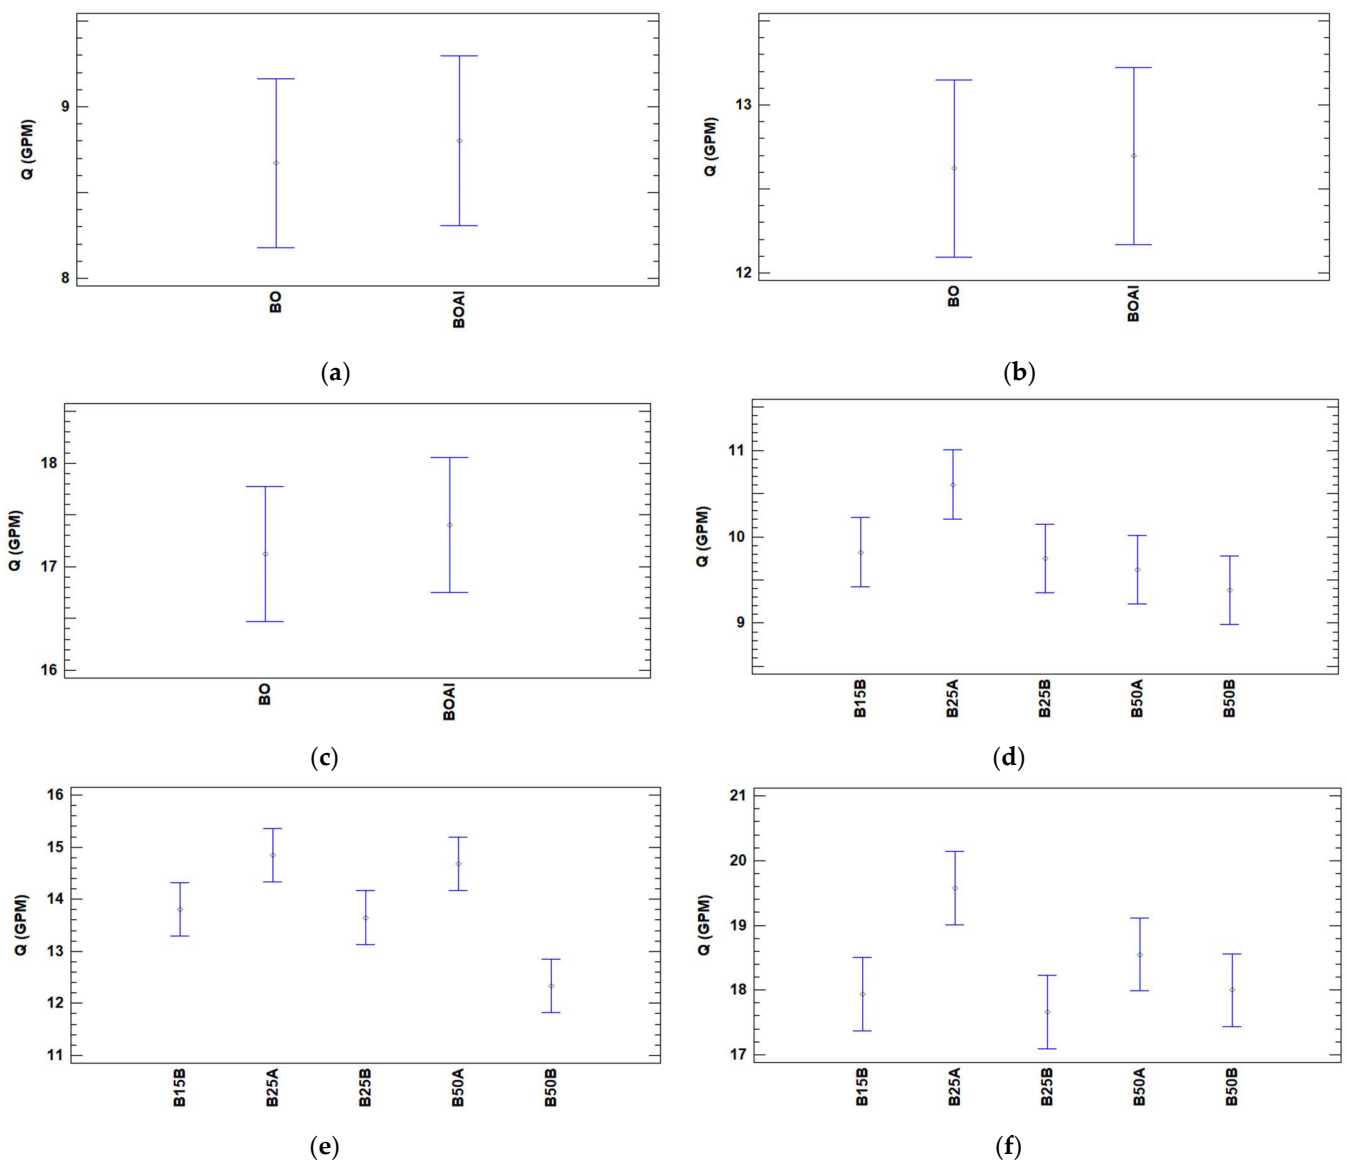 9
8
Q (GPM)
BO
BOAI
(a)
13
12
Q (GPM)
BO
BOAI
(b)
18
17
16
Q (GPM)
BO
BOAI
(c)
11
10
9
Q (GPM)
B15B
B25A
B25B
B50A
B50B
(d)
16
15
14
13
12
11
Q (GPM)
B15B
B25A
B25B
B50A
B50B
(e)
21
20
19
18
17
Q (GPM)
B15B
B25A
B25B
B50A
B50B
(f)